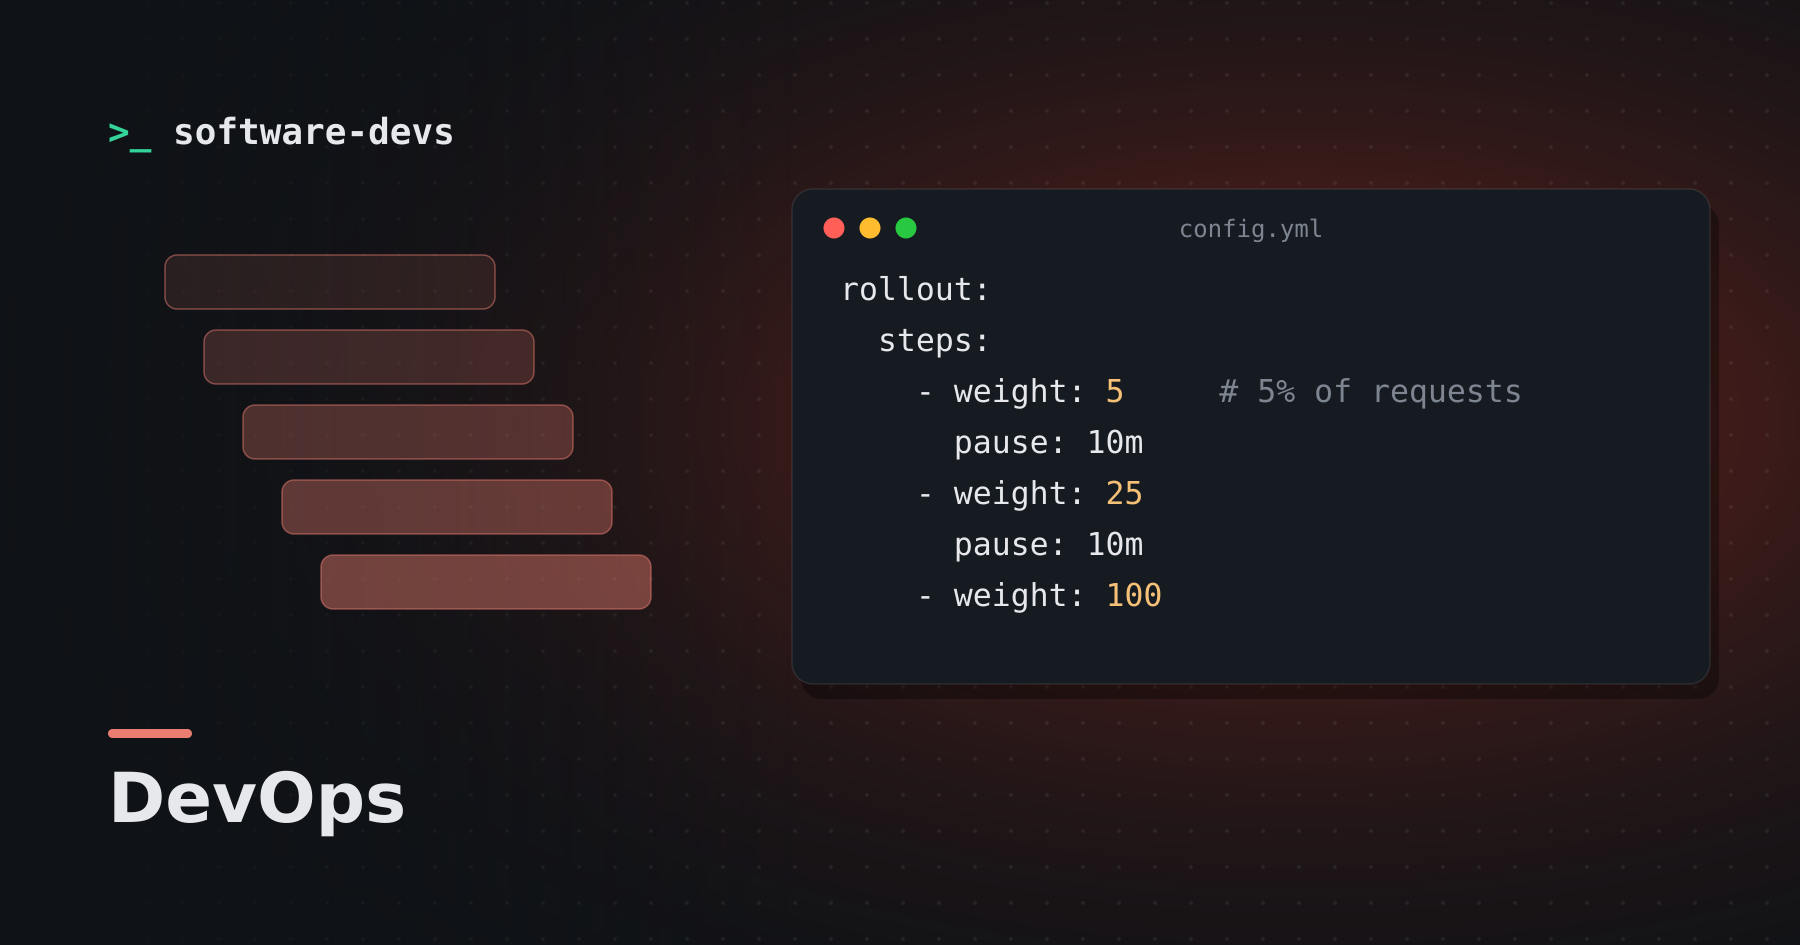 >_ software-devs
config.yml
rollout:
  steps:
    - weight: 5     # 5% of requests
      pause: 10m
    - weight: 25
      pause: 10m
    - weight: 100
DevOps